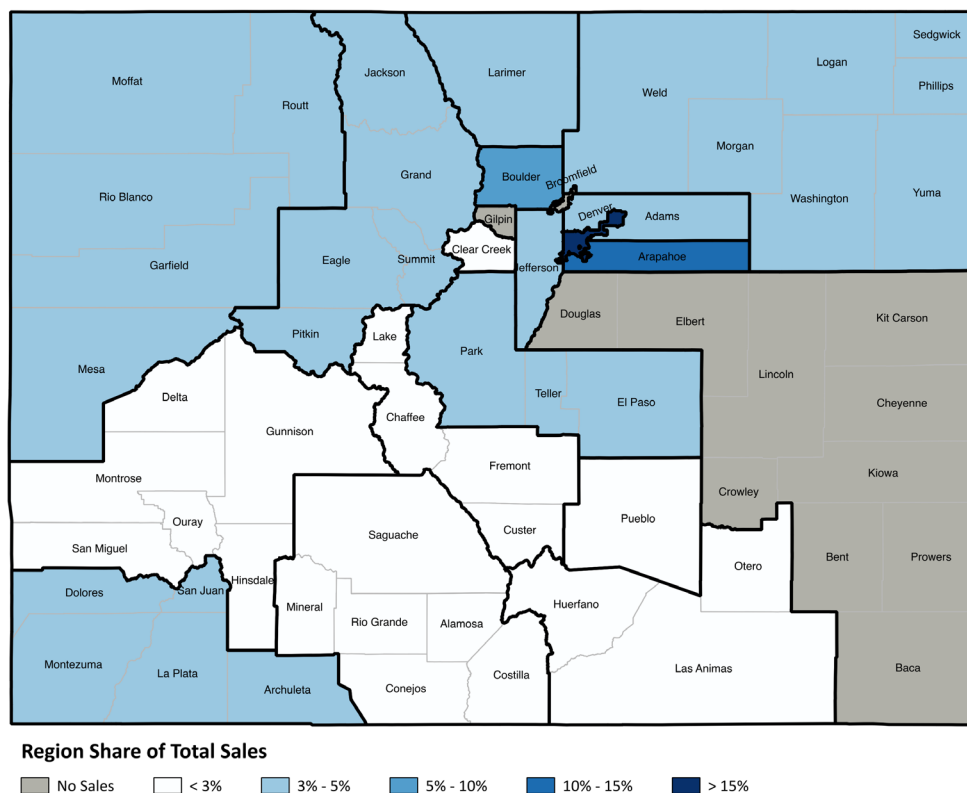 Sedgwick
Logan
Jackson
Larimer
Moffat
Phillips
Weld
Routt
Morgan
Grand
Boulder
Broomfield
Yuma
Rio Blanco
Washington
Denver
Adams
Gilpin
Clear Creek
Arapahoe
Eagle
Summit
Jefferson
Garfield
Douglas
Elbert
Kit Carson
Pitkin
Lake
Park
Mesa
Lincoln
Teller
El Paso
Delta
Cheyenne
Chaffee
Gunnison
Fremont
Kiowa
Montrose
Crowley
Ouray
Pueblo
Custer
Saguache
San Miguel
Bent
Prowers
Otero
Hinsdale
Dolores
San Juan
Mineral
Huerfano
Rio Grande
Alamosa
Montezuma
La Plata
Las Animas
Baca
Costilla
Archuleta
Conejos
Region Share of Total Sales
No Sales
< 3%
3% - 5%
5% - 10%
10% - 15%
> 15%